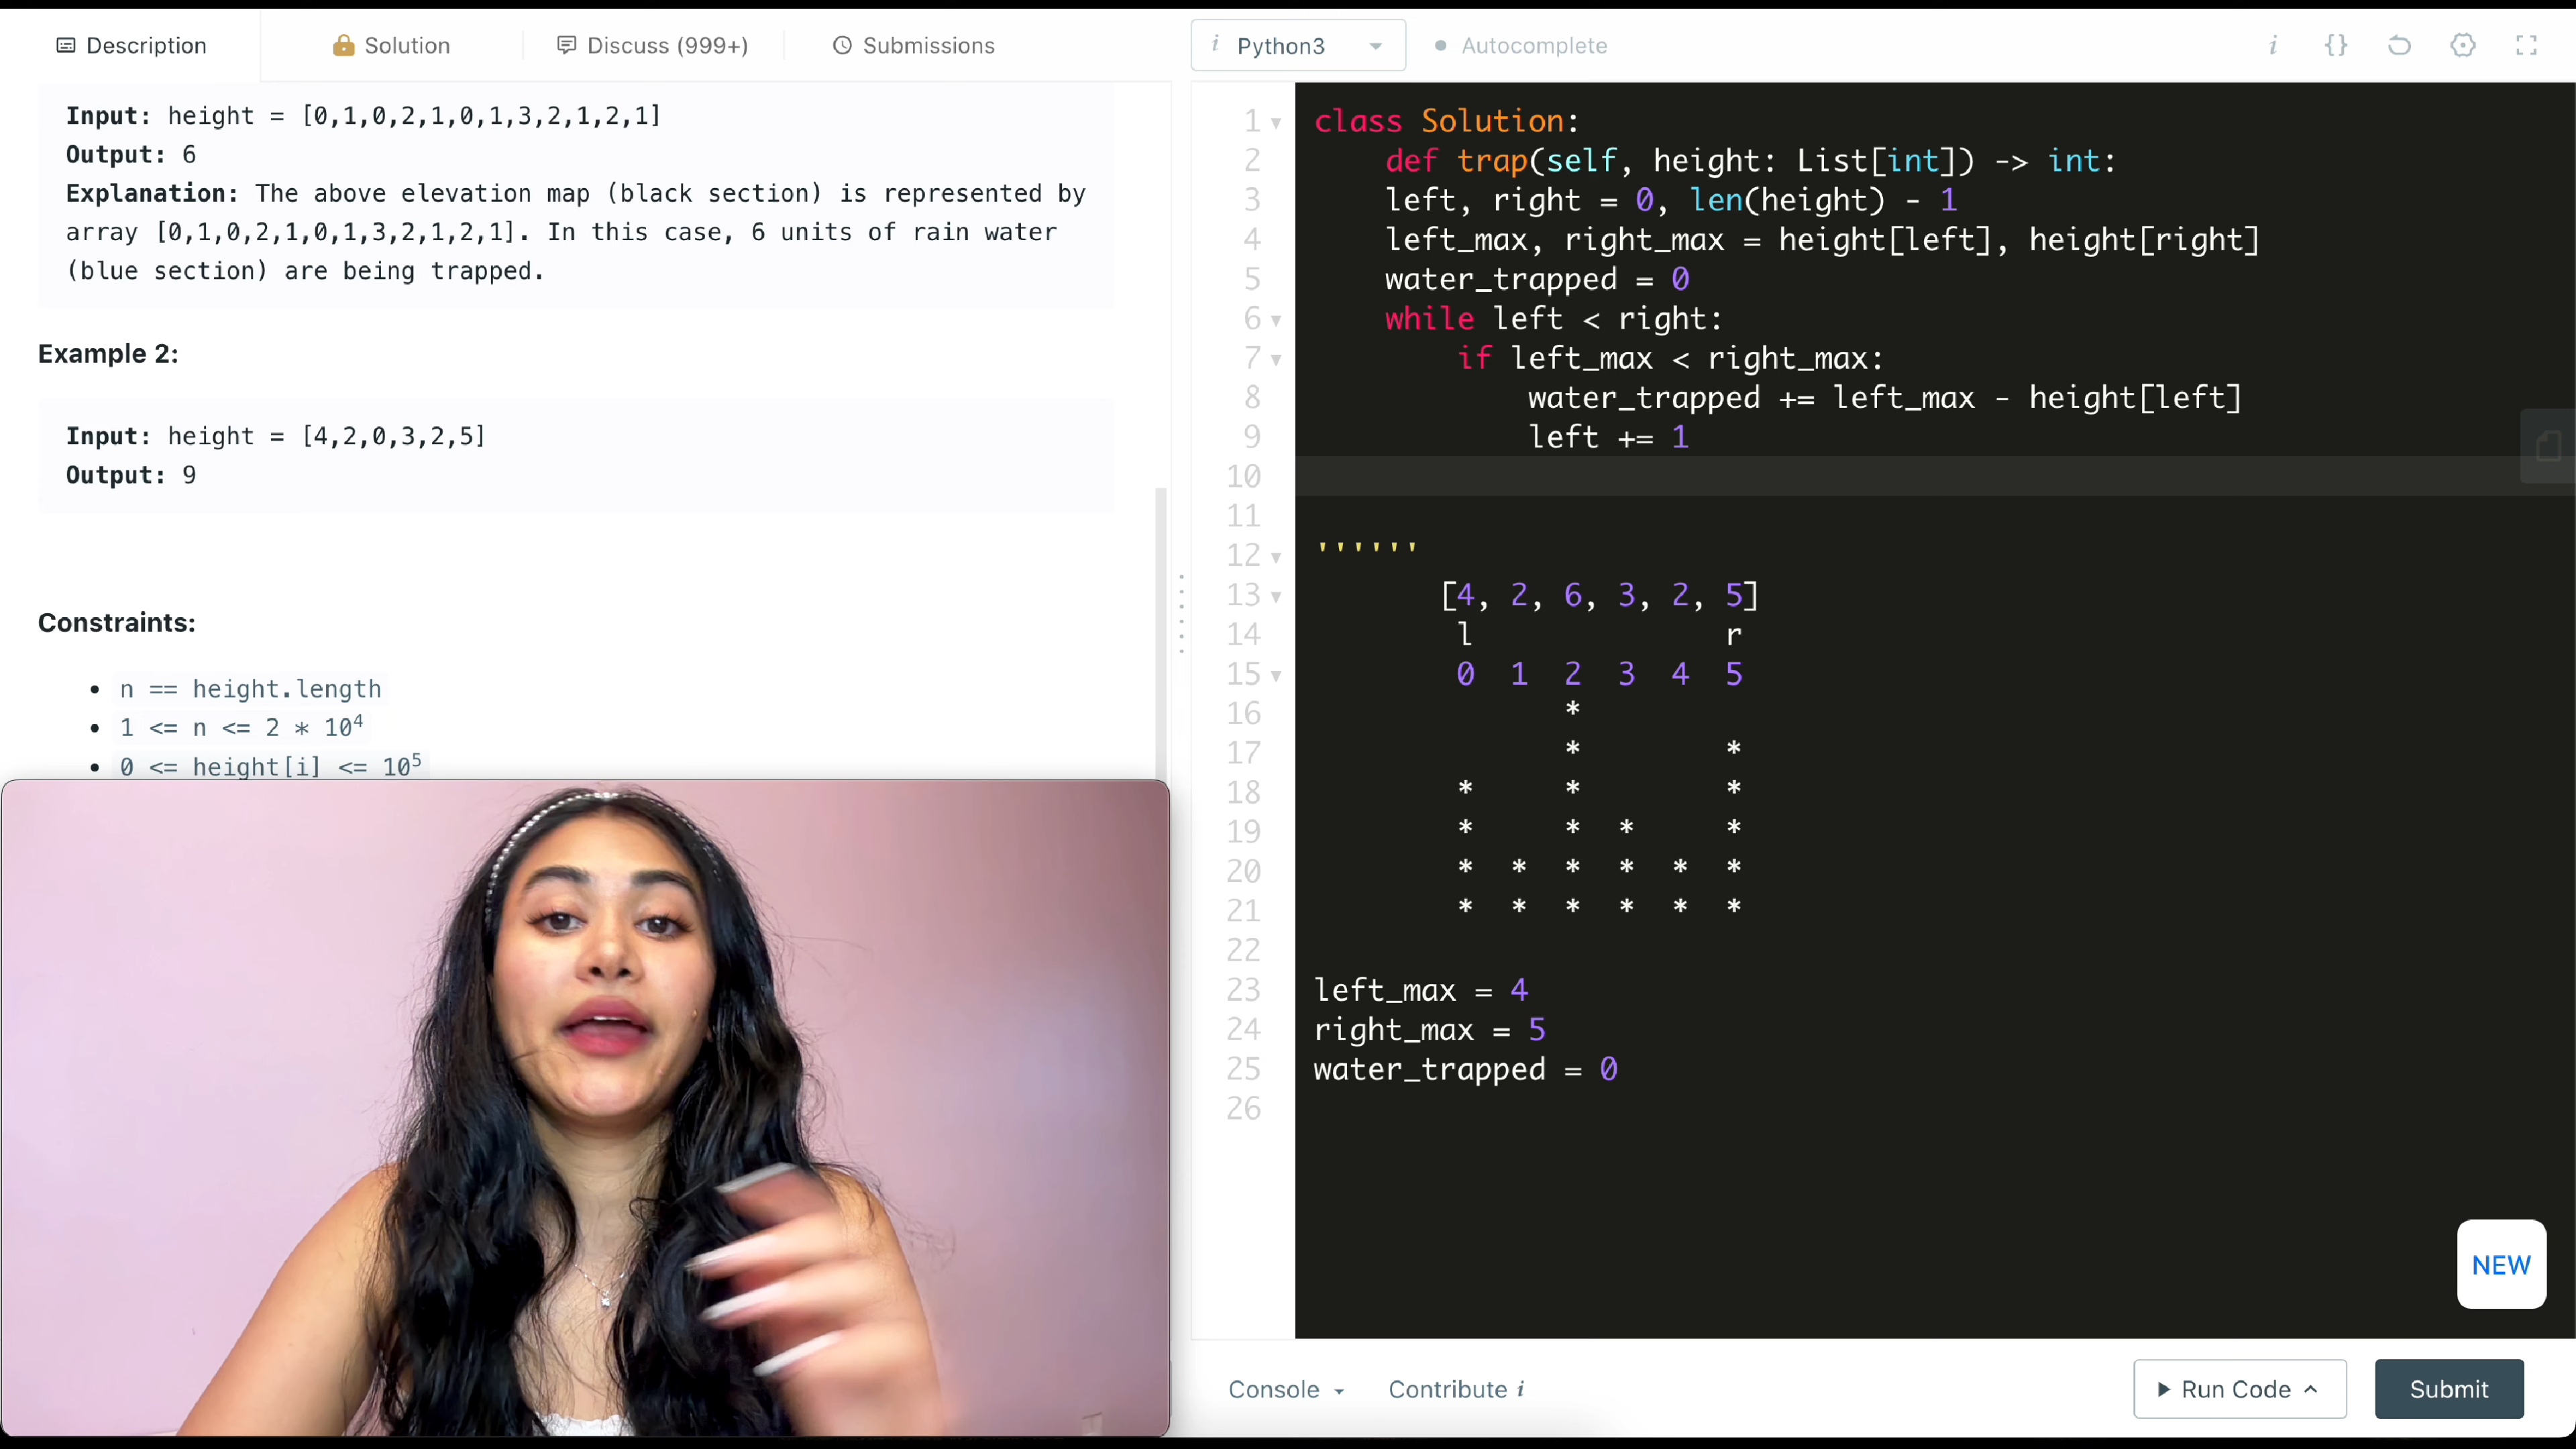 Description
Solution
Discuss (999+)
Submissions
Input: height = [0,1,0,2,1,0,1,3,2,1,2,1]
Output: 6
Explanation: The above elevation map (black section) is represented by
array [0,1,0,2,1,0,1,3,2,1,2,1]. In this case, 6 units of rain water
(blue section) are being trapped.
Example 2:
Input: height = [4,2,0,3,2,5]
Output: 9
Constraints:
• n == height.length
• 1 <= n <= 2 * 10⁴
• 0 <= height[i] <= 10⁵
i Python3
Autocomplete
i {}
1 class Solution:
2 def trap(self, height: List[int]) -> int:
3 left, right = 0, len(height) - 1
4 left_max, right_max = height[left], height[right]
5 water_trapped = 0
6 while left < right:
7 if left_max < right_max:
8 water_trapped += left_max - height[left]
9 left += 1
10
11
12 ''''''
13 [4, 2, 6, 3, 2, 5]
14 l r
15 0 1 2 3 4 5
16 *
17 * *
18 * * *
19 * * * *
20 * * * * * *
21 * * * * * *
22
23 left_max = 4
24 right_max = 5
25 water_trapped = 0
26
NEW
Console
Contribute i
Run Code
Submit